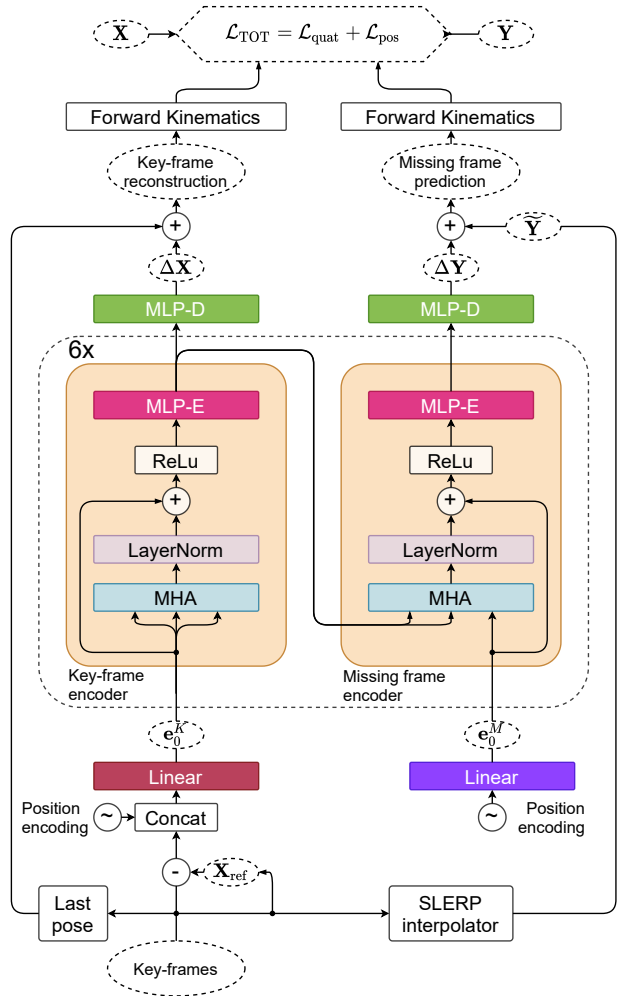 X
𝓛_TOT = 𝓛_quat + 𝓛_pos
Y
Forward Kinematics
Forward Kinematics
Key-frame
reconstruction
Missing frame
prediction
+
+
Ỹ
ΔX
ΔY
MLP-D
MLP-D
6x
MLP-E
MLP-E
ReLu
ReLu
+
+
LayerNorm
LayerNorm
MHA
MHA
Key-frame
encoder
Missing frame
encoder
e_0^K
e_0^M
Linear
Linear
Position
encoding
~
Concat
~
Position
encoding
-
X_ref
Last
pose
SLERP
interpolator
Key-frames